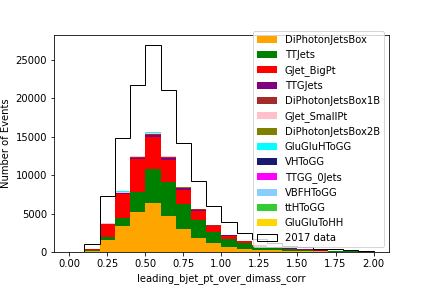 DiPhotonJetsBox
TTJets
GJet_BigPt
TTGJets
DiPhotonJetsBox1B
GJet_SmallPt
DiPhotonJetsBox2B
GluGluHToGG
VHToGG
TTGG_0Jets
VBFHToGG
ttHToGG
GluGluToHH
2017 data
Number of Events
25000
20000
15000
10000
5000
0
0.00 0.25 0.50 0.75 1.00 1.25 1.50 1.75 2.00
leading_bjet_pt_over_dimass_corr